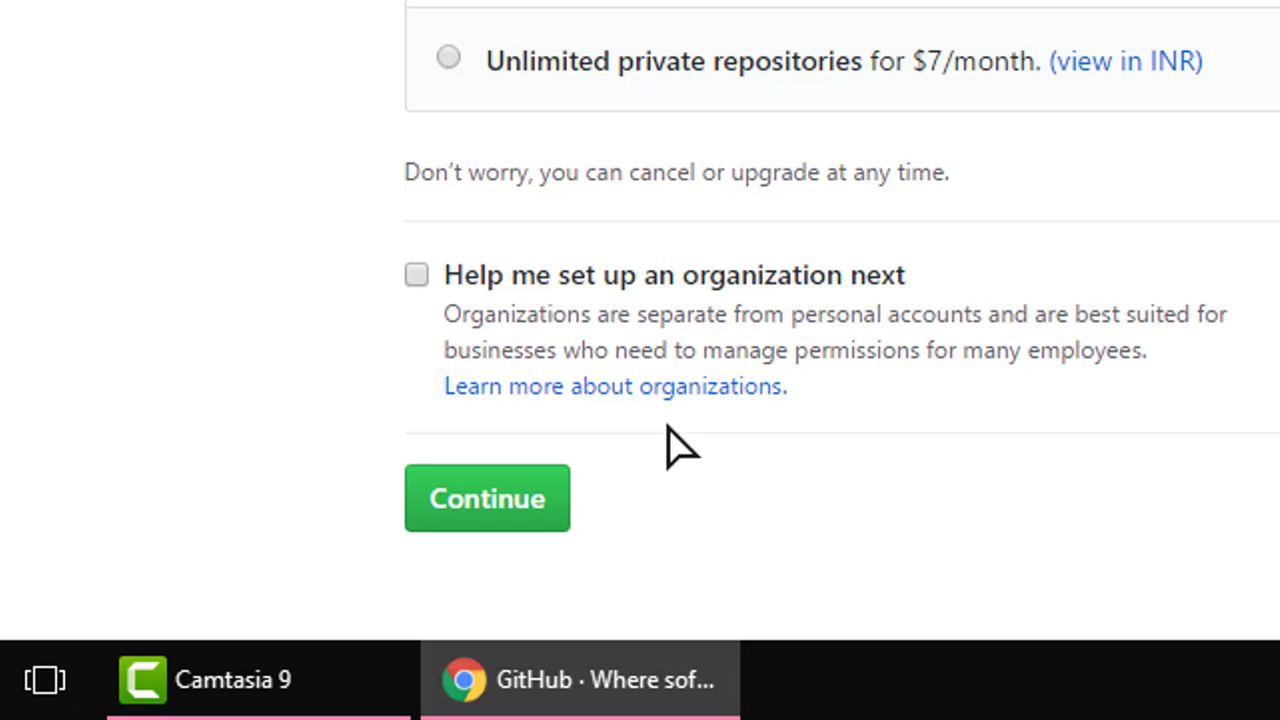 Unlimited private repositories for $7/month. (view in INR)
Don’t worry, you can cancel or upgrade at any time.
Help me set up an organization next
Organizations are separate from personal accounts and are best suited for
businesses who need to manage permissions for many employees.
Learn more about organizations.
Continue
Camtasia 9
GitHub · Where sof...